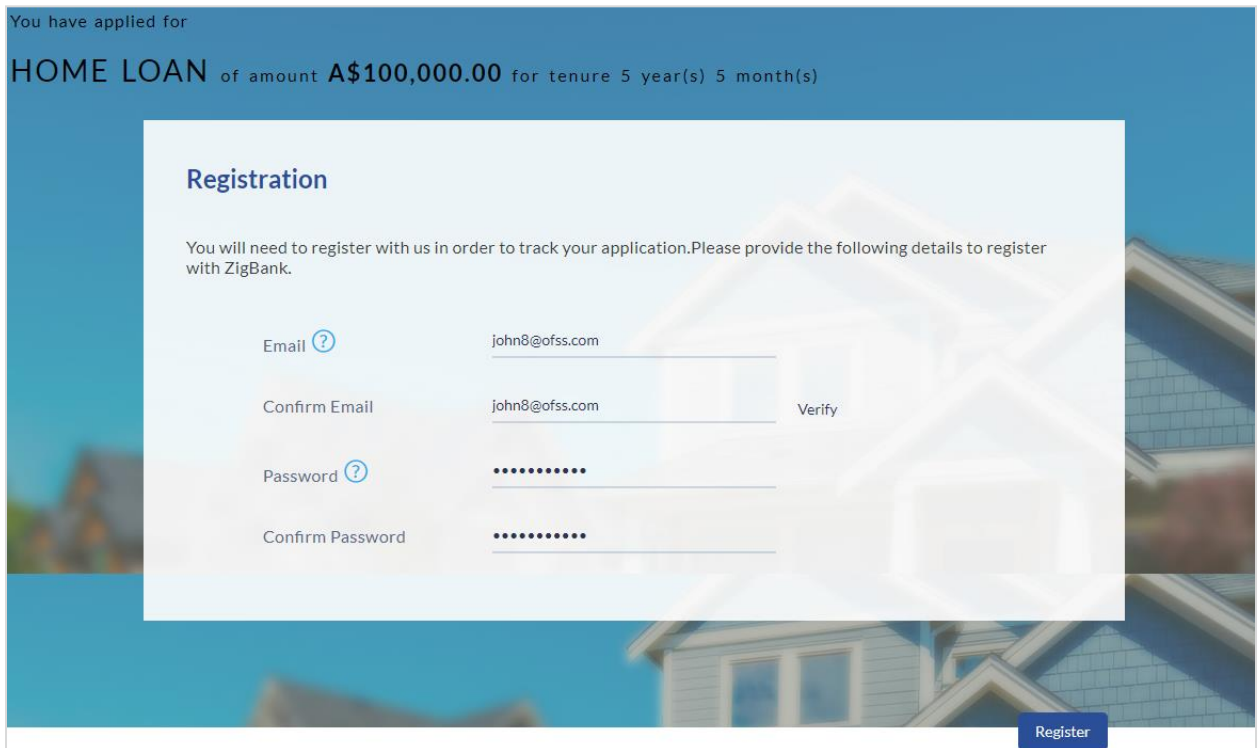 You have applied for
HOME LOAN of amount A$100,000.00 for tenure 5 year(s) 5 month(s)
Registration
You will need to register with us in order to track your application.Please provide the following details to register
with ZigBank.
Email ? john8@ofss.com
Confirm Email john8@ofss.com Verify
Password ? •••••••••••
Confirm Password •••••••••••
Register